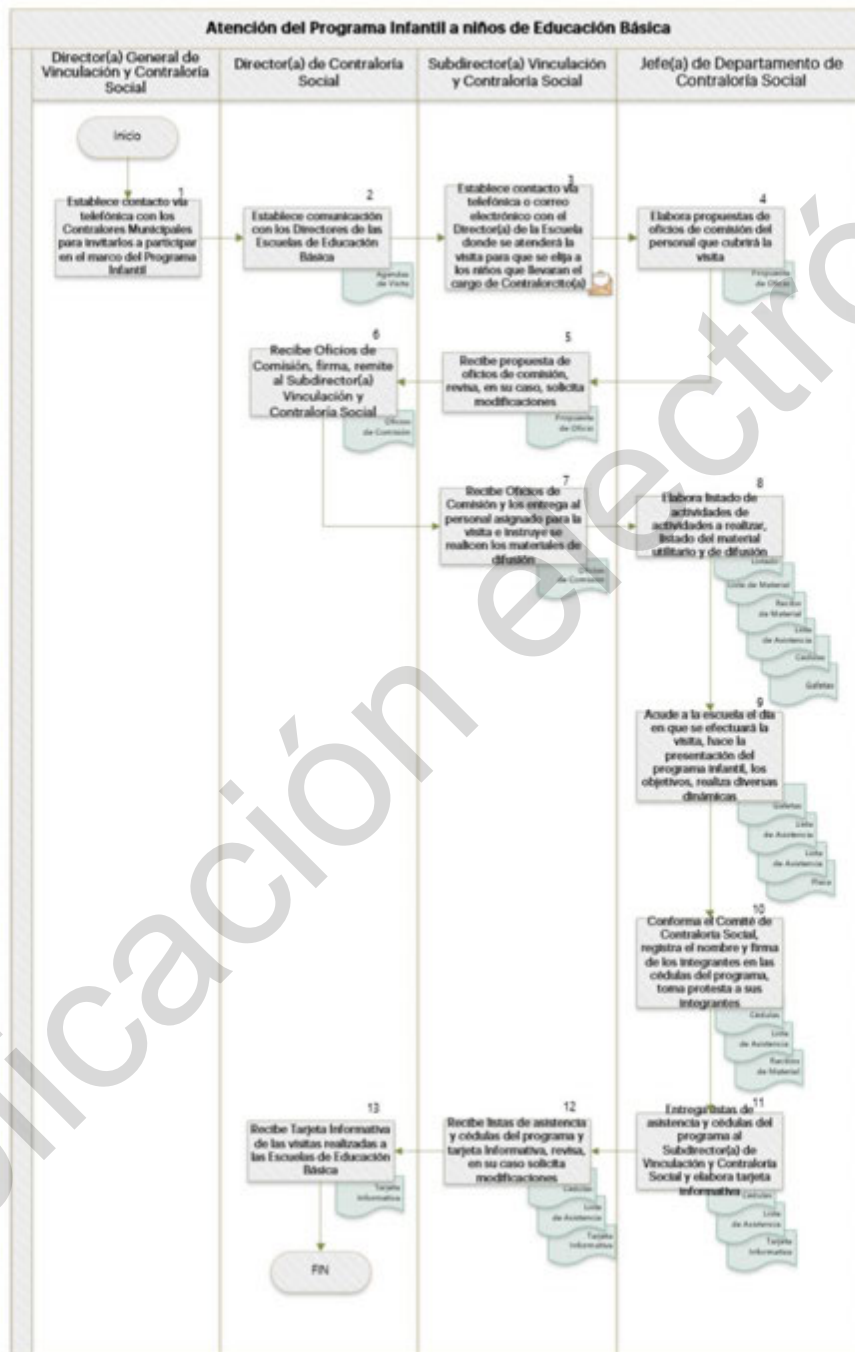 Atención del Programa Infantil a niños de Educación Básica
Director(a) General de
Vinculación y Contraloría
Social
Director(a) de Contraloría
Social
Subdirector(a) Vinculación
y Contraloría Social
Jefe(a) de Departamento de
Contraloría Social
Inicio
1
Establece contacto vía
telefónica con los
Contralores Municipales
para invitarlos a participar
en el marco del Programa
Infantil
2
Establece comunicación
con los Directores de las
Escuelas de Educación
Básica
Agendas
de Visita
3
Establece contacto vía
telefónica o correo
electrónico con el
Director(a) de la Escuela
donde se atenderá la
visita para que se elija a
los niños que llevaran el
cargo de Contralorcito(a)
4
Elabora propuestas de
oficios de comisión del
personal que cubrirá la
visita
Propuesta
de Oficio
5
Recibe propuesta de
oficios de comisión,
revisa, en su caso, solicita
modificaciones
Propuesta
de Oficio
6
Recibe Oficios de
Comisión, firma, remite
al Subdirector(a)
Vinculación y
Contraloría Social
Oficios
de Comisión
7
Recibe Oficios de
Comisión y los entrega al
personal asignado para la
visita e instruye se
realicen los materiales de
difusión
Oficios
de Comisión
8
Elabora listado de
actividades de
actividades a realizar,
listado del material
utilitario y de difusión
Listado
Lista de Material
Recibo
de Material
Lista
de Asistencia
Cédulas
Gafetes
9
Acude a la escuela el día
en que se efectuará la
visita, hace la
presentación del
programa infantil, los
objetivos, realiza diversas
dinámicas
Gafetes
Lista
de Asistencia
Lista
de Asistencia
Placa
10
Conforma el Comité de
Contraloría Social,
registra el nombre y firma
de los integrantes en las
cédulas del programa,
toma protesta a sus
integrantes
Cédulas
Lista
de Asistencia
Recibos
de Material
11
Entrega listas de
asistencia y cédulas del
programa al
Subdirector(a) de
Vinculación y Contraloría
Social y elabora tarjeta
informativa
Cédulas
Lista
de Asistencia
Tarjeta
Informativa
12
Recibe listas de asistencia
y cédulas del programa y
tarjeta Informativa, revisa,
en su caso solicita
modificaciones
Cédulas
Lista
de Asistencia
Tarjeta
Informativa
13
Recibe Tarjeta Informativa
de las visitas realizadas a
las Escuelas de Educación
Básica
Tarjeta
Informativa
FIN
plicación electró